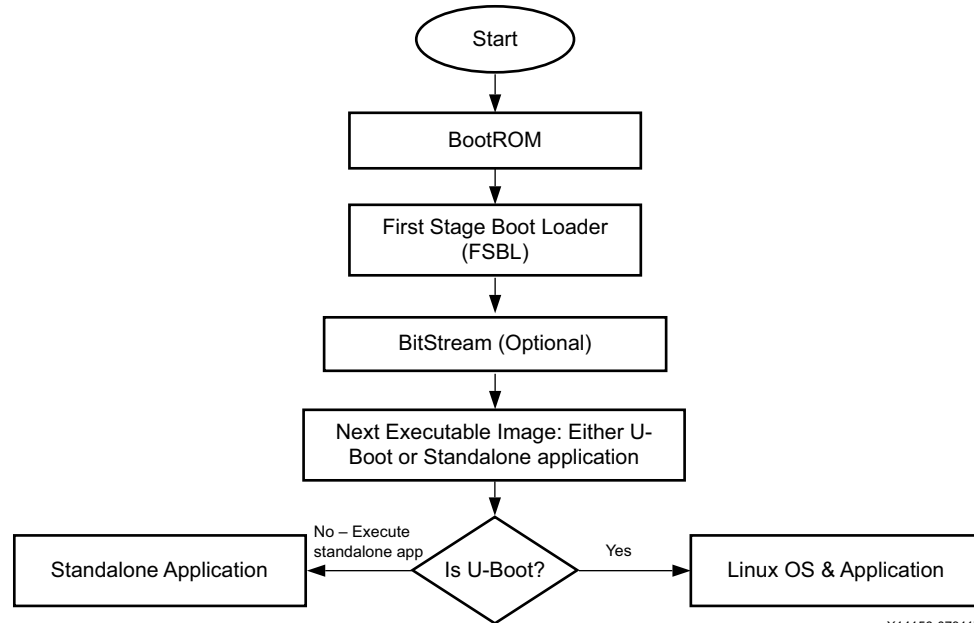 Start
BootROM
First Stage Boot Loader
(FSBL)
BitStream (Optional)
Next Executable Image: Either U-
Boot or Standalone application
No – Execute
standalone app
Yes
Standalone Application
Is U-Boot?
Linux OS & Application